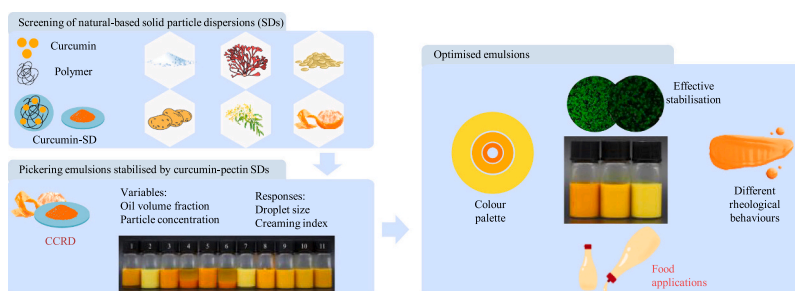 Screening of natural-based solid particle dispersions (SDs)
Curcumin
Polymer
Curcumin-SD
Pickering emulsions stabilised by curcumin-pectin SDs
Variables:
Oil volume fraction
Particle concentration
Responses:
Droplet size
Creaming index
CCRD
1 2 3 4 5 6 7 8 9 10 11
Optimised emulsions
Effective
stabilisation
Colour
palette
Different
rheological
behaviours
Food
applications